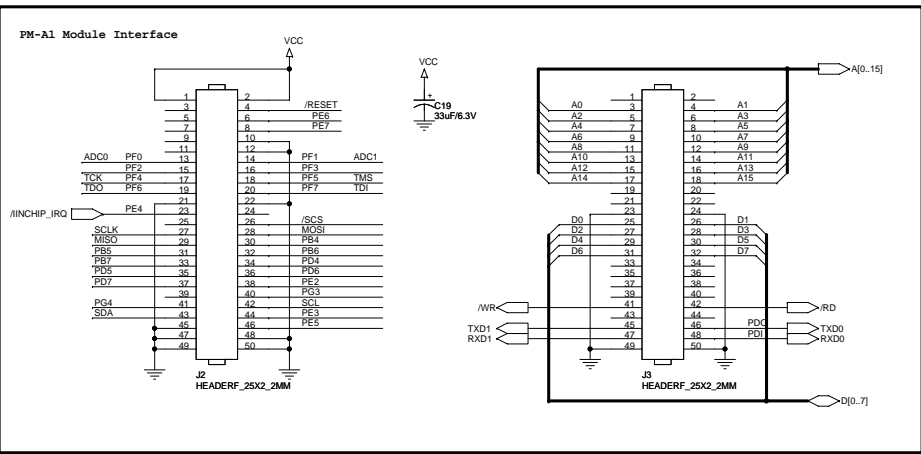 PM-A1 Module Interface
VCC
1 2
3 4 /RESET
5 6 PE6
7 8 PE7
9 10
11 12
ADC0 PF0 13 14 PF1 ADC1
PF2 15 16 PF3
TCK PF4 17 18 PF5 TMS
TDO PF6 19 20 PF7 TDI
21 22
/IINCHIP_IRQ PE4 23 24
25 26 /SCS
SCLK 27 28 MOSI
MISO 29 30 PB4
PB5 31 32 PB6
PB7 33 34 PD4
PD5 35 36 PD6
PD7 37 38 PE2
39 40 PG3
PG4 41 42 SCL
SDA 43 44 PE3
45 46 PE5
47 48
49 50
J2
HEADERF_25X2_2MM
VCC
+
C19
33uF/6.3V
A[0..15]
1 2
A0 3 4 A1
A2 5 6 A3
A4 7 8 A5
A6 9 10 A7
A8 11 12 A9
A10 13 14 A11
A12 15 16 A13
A14 17 18 A15
19 20
21 22
23 24
D0 25 26 D1
D2 27 28 D3
D4 29 30 D5
D6 31 32 D7
33 34
35 36
37 38
39 40
/WR 41 42 /RD
43 44
TXD1 45 46 PDO TXD0
RXD1 47 48 PDI RXD0
49 50
J3
HEADERF_25X2_2MM
D[0..7]